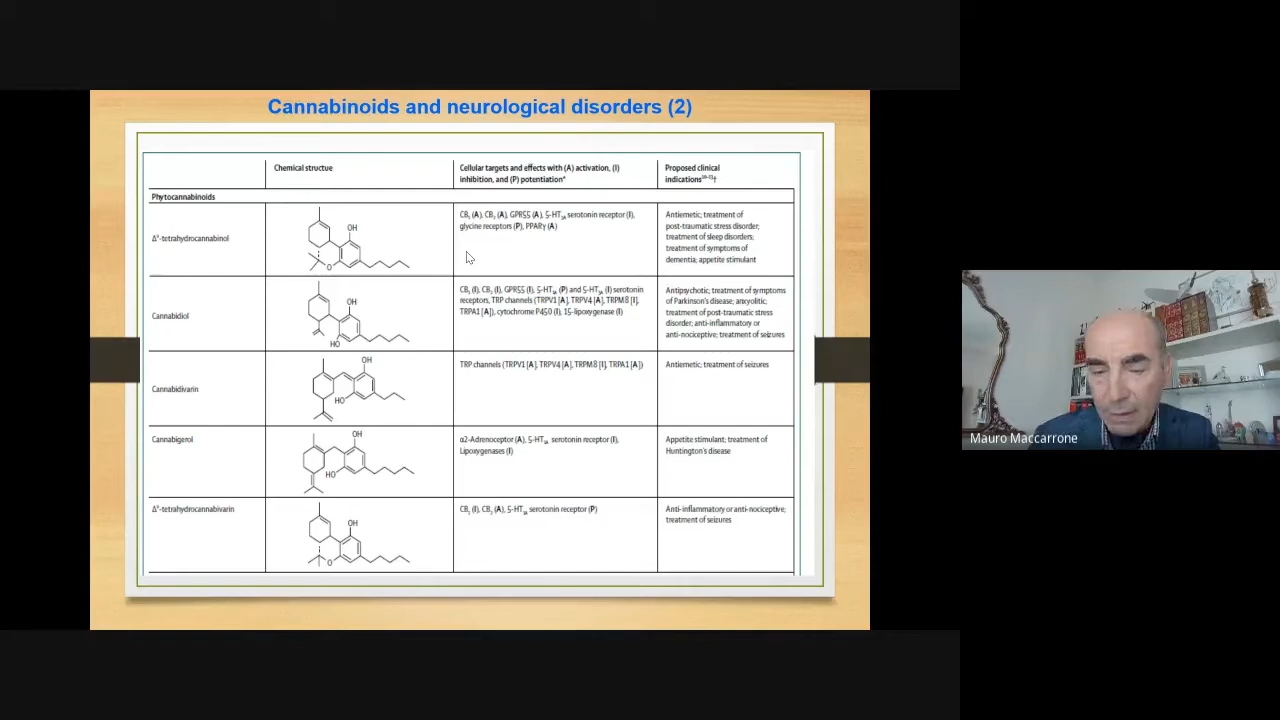 Cannabinoids and neurological disorders (2)
Chemical structue
Cellular targets and effects with (A) activation, (I)
inhibition, and (P) potentiation*
Proposed clinical
indications¹⁰⁻¹³†
Phytocannabinoids
Δ⁹-tetrahydrocannabinol
OH
O
CB₁ (A), CB₂ (A), GPR55 (A), 5-HT₃A serotonin receptor (I),
glycine receptors (P), PPARγ (A)
Antiemetic; treatment of
post-traumatic stress disorder;
treatment of sleep disorders;
treatment of symptoms of
dementia; appetite stimulant
Cannabidiol
OH
HO
CB₁ (I), CB₂ (I), GPR55 (I), 5-HT₁A (P) and 5-HT₃A (I) serotonin
receptors, TRP channels (TRPV1 [A], TRPV4 [A], TRPM8 [I],
TRPA1 [A]), cytochrome P450 (I), 15-lipoxygenase (I)
Antipsychotic; treatment of symptoms
of Parkinson's disease; anxyolitic;
treatment of post-traumatic stress
disorder; anti-inflammatory or
anti-nociceptive; treatment of seizures
Cannabidivarin
OH
HO
TRP channels (TRPV1 [A], TRPV4 [A], TRPM8 [I], TRPA1 [A])
Antiemetic; treatment of seizures
Cannabigerol
OH
HO
α2-Adrenoceptor (A), 5-HT₁A serotonin receptor (I),
Lipoxygenases (I)
Appetite stimulant; treatment of
Huntington's disease
Δ⁹-tetrahydrocannabivarin
OH
O
CB₁ (I), CB₂ (A), 5-HT₁A serotonin receptor (P)
Anti-inflammatory or anti-nociceptive;
treatment of seizures
Mauro Maccarrone